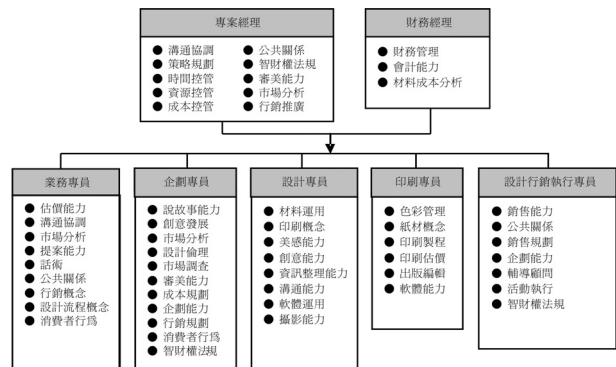 專案經理
● 溝通協調
● 策略規劃
● 時間控管
● 資源控管
● 成本控管
● 公共關係
● 智財權法規
● 審美能力
● 市場分析
● 行銷推廣
財務經理
● 財務管理
● 會計能力
● 材料成本分析
業務專員
● 估價能力
● 溝通協調
● 市場分析
● 提案能力
● 話術
● 公共關係
● 行銷概念
● 設計流程概念
● 消費者行為
企劃專員
● 說故事能力
● 創意發展
● 市場分析
● 設計倫理
● 市場調查
● 審美能力
● 成本規劃
● 企劃能力
● 行銷規劃
● 消費者行為
● 智財權法規
設計專員
● 材料運用
● 印刷概念
● 美感能力
● 創意能力
● 資訊整理能力
● 溝通能力
● 軟體運用
● 攝影能力
印刷專員
● 色彩管理
● 紙材概念
● 印刷製程
● 印刷估價
● 出版編輯
● 軟體能力
設計行銷執行專員
● 銷售能力
● 公共關係
● 銷售規劃
● 企劃能力
● 輔導顧問
● 活動執行
● 智財權法規